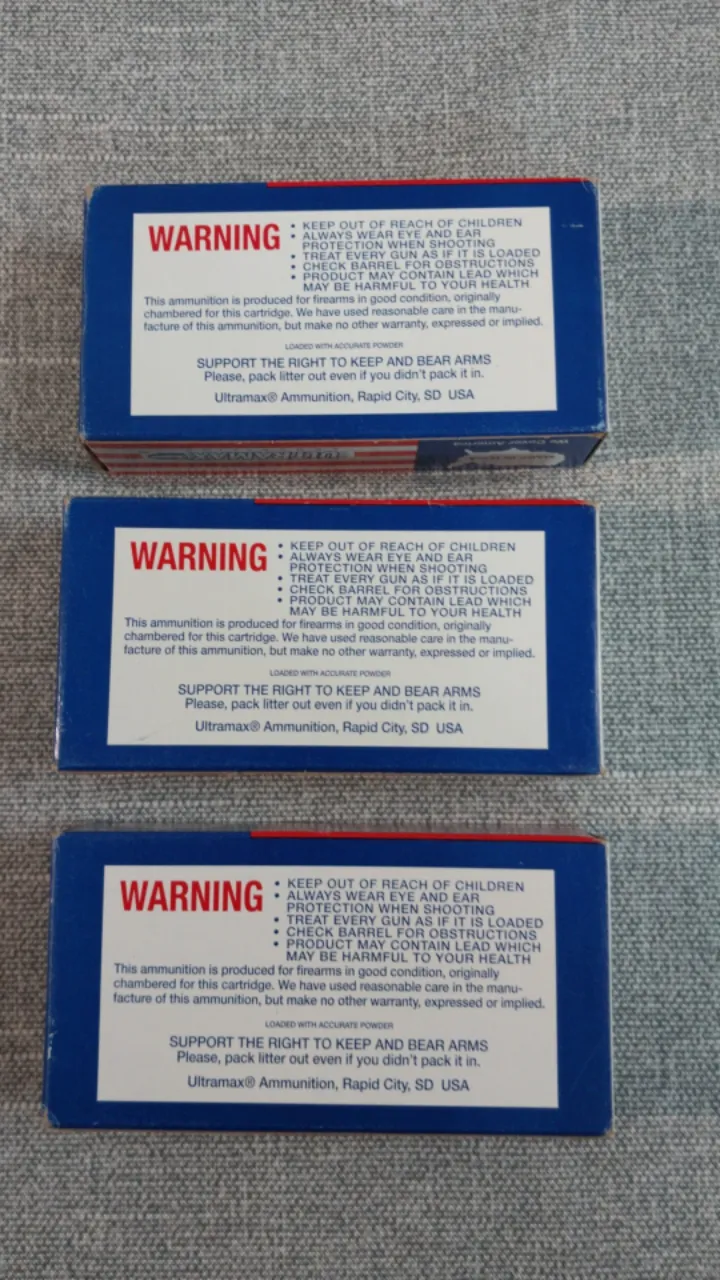 WARNING
• KEEP OUT OF REACH OF CHILDREN
• ALWAYS WEAR EYE AND EAR
PROTECTION WHEN SHOOTING
• TREAT EVERY GUN AS IF IT IS LOADED
• CHECK BARREL FOR OBSTRUCTIONS
• PRODUCT MAY CONTAIN LEAD WHICH
MAY BE HARMFUL TO YOUR HEALTH
This ammunition is produced for firearms in good condition, originally
chambered for this cartridge. We have used reasonable care in the manu-
facture of this ammunition, but make no other warranty, expressed or implied.
LOADED WITH ACCURATE POWDER
SUPPORT THE RIGHT TO KEEP AND BEAR ARMS
Please, pack litter out even if you didn't pack it in.
Ultramax® Ammunition, Rapid City, SD USA
ULTRAMAX
We Cover America
WARNING
• KEEP OUT OF REACH OF CHILDREN
• ALWAYS WEAR EYE AND EAR
PROTECTION WHEN SHOOTING
• TREAT EVERY GUN AS IF IT IS LOADED
• CHECK BARREL FOR OBSTRUCTIONS
• PRODUCT MAY CONTAIN LEAD WHICH
MAY BE HARMFUL TO YOUR HEALTH
This ammunition is produced for firearms in good condition, originally
chambered for this cartridge. We have used reasonable care in the manu-
facture of this ammunition, but make no other warranty, expressed or implied.
LOADED WITH ACCURATE POWDER
SUPPORT THE RIGHT TO KEEP AND BEAR ARMS
Please, pack litter out even if you didn't pack it in.
Ultramax® Ammunition, Rapid City, SD USA
WARNING
• KEEP OUT OF REACH OF CHILDREN
• ALWAYS WEAR EYE AND EAR
PROTECTION WHEN SHOOTING
• TREAT EVERY GUN AS IF IT IS LOADED
• CHECK BARREL FOR OBSTRUCTIONS
• PRODUCT MAY CONTAIN LEAD WHICH
MAY BE HARMFUL TO YOUR HEALTH
This ammunition is produced for firearms in good condition, originally
chambered for this cartridge. We have used reasonable care in the manu-
facture of this ammunition, but make no other warranty, expressed or implied.
LOADED WITH ACCURATE POWDER
SUPPORT THE RIGHT TO KEEP AND BEAR ARMS
Please, pack litter out even if you didn't pack it in.
Ultramax® Ammunition, Rapid City, SD USA